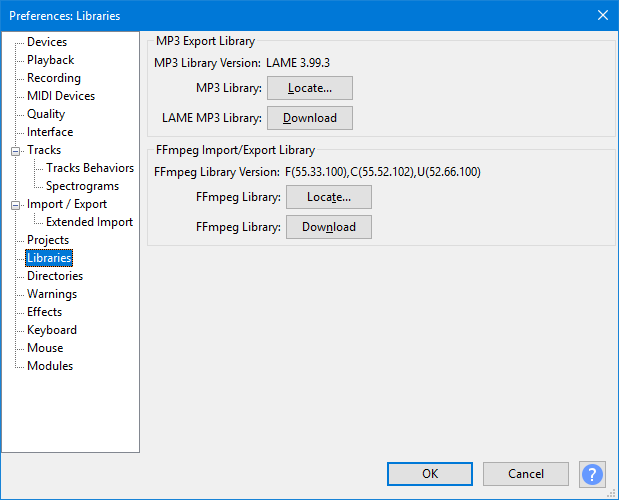 Preferences: Libraries
Devices
Playback
Recording
MIDI Devices
Quality
Interface
Tracks
Tracks Behaviors
Spectrograms
Import / Export
Extended Import
Projects
Libraries
Directories
Warnings
Effects
Keyboard
Mouse
Modules
MP3 Export Library
MP3 Library Version: LAME 3.99.3
MP3 Library: Locate...
LAME MP3 Library: Download
FFmpeg Import/Export Library
FFmpeg Library Version: F(55.33.100),C(55.52.102),U(52.66.100)
FFmpeg Library: Locate...
FFmpeg Library: Download
OK Cancel ?